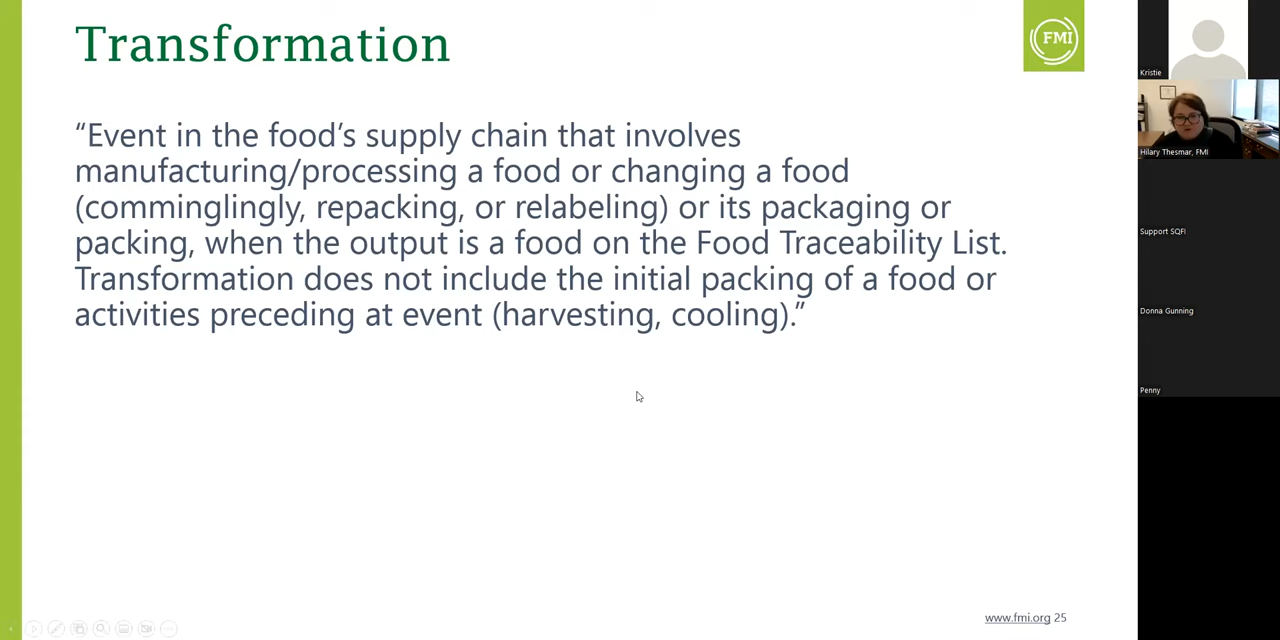 Transformation
FMI
“Event in the food’s supply chain that involves
manufacturing/processing a food or changing a food
(comminglingly, repacking, or relabeling) or its packaging or
packing, when the output is a food on the Food Traceability List.
Transformation does not include the initial packing of a food or
activities preceding at event (harvesting, cooling).”
www.fmi.org 25
Kristie
Hilary Thesmar, FMI
Support SQFI
Donna Gunning
Penny